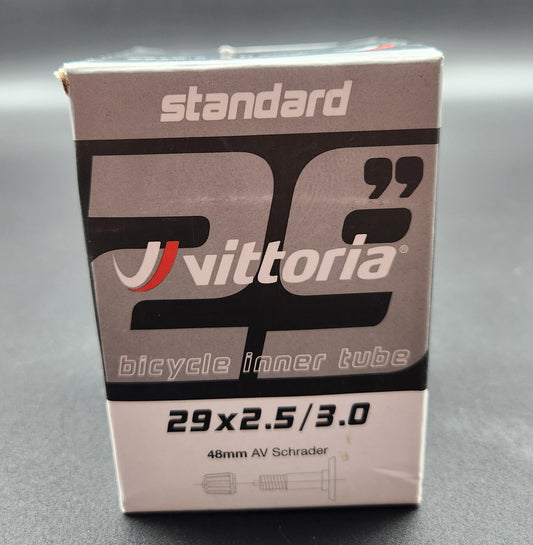 standard
29”
vittoria®
bicycle inner tube
29x2.5/3.0
48mm AV Schrader